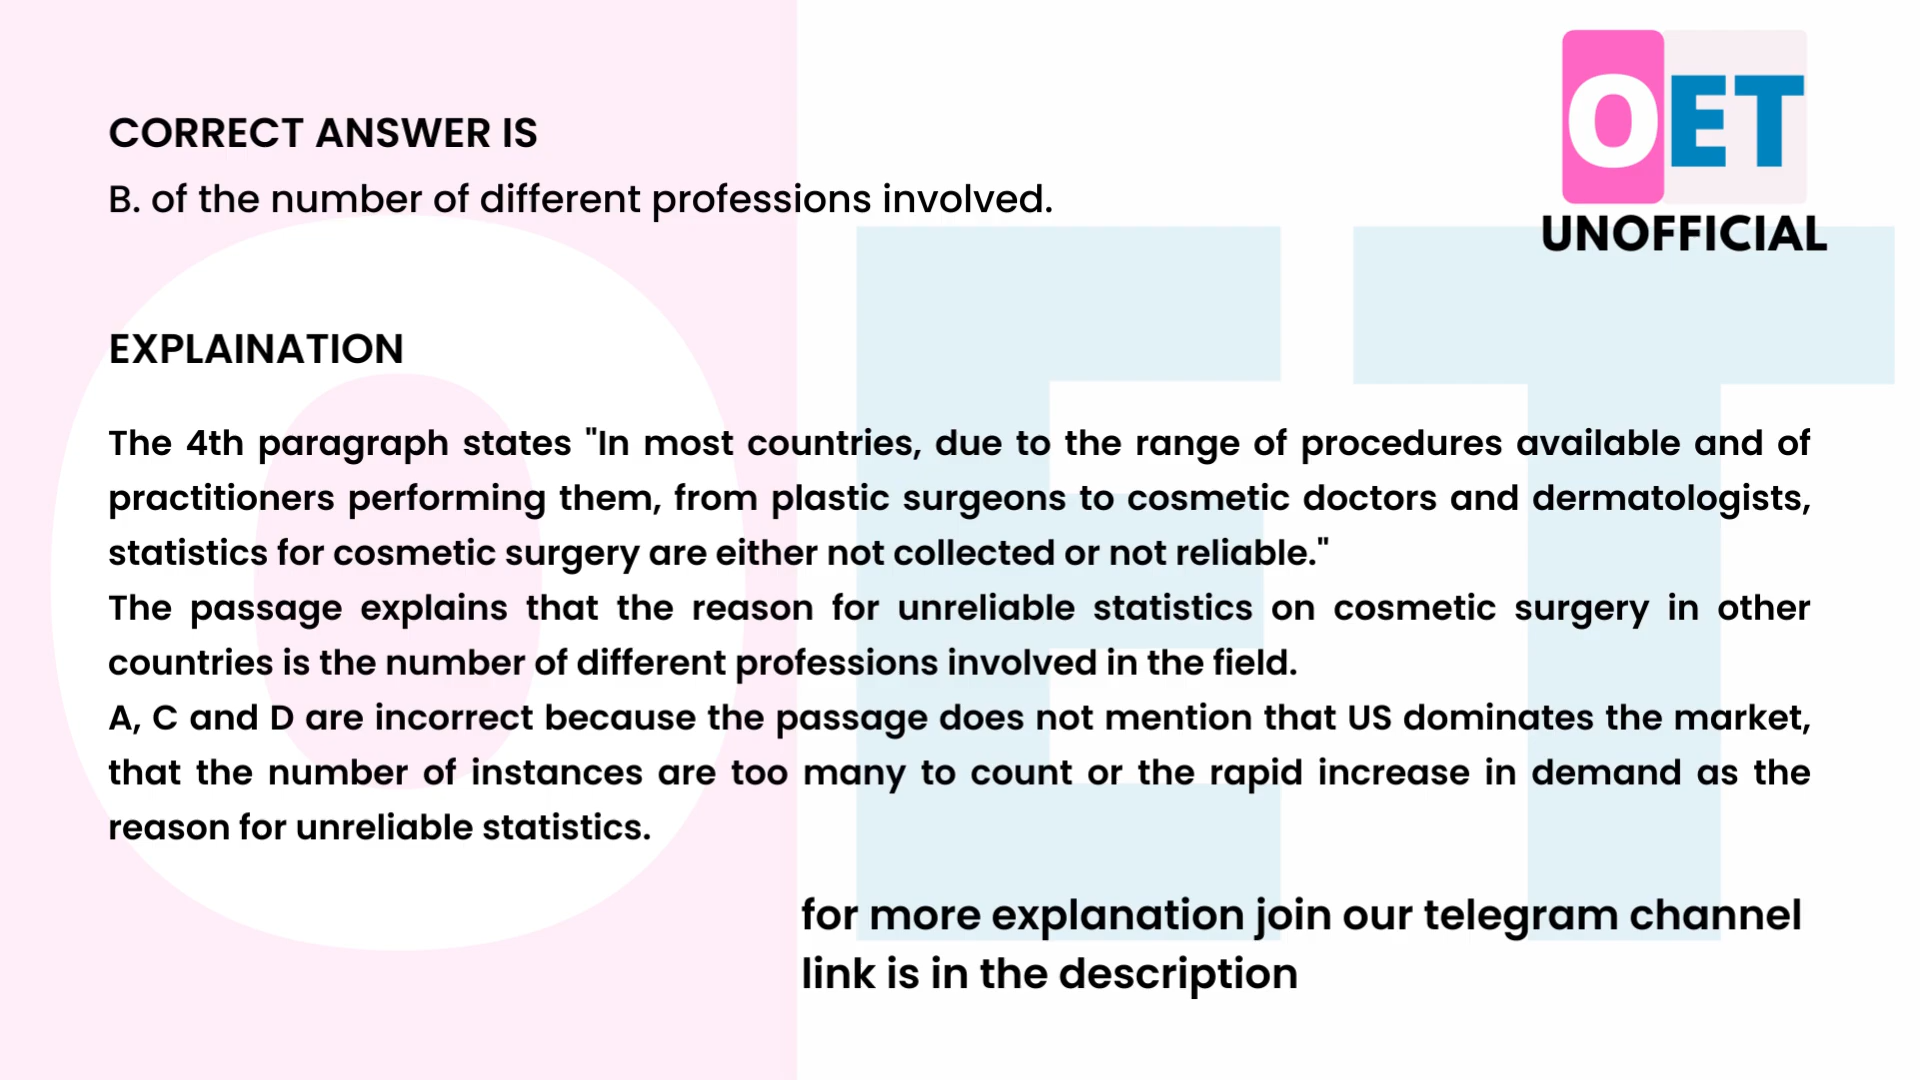 OET
UNOFFICIAL
CORRECT ANSWER IS
B. of the number of different professions involved.
EXPLAINATION
The 4th paragraph states "In most countries, due to the range of procedures available and of
practitioners performing them, from plastic surgeons to cosmetic doctors and dermatologists,
statistics for cosmetic surgery are either not collected or not reliable."
The passage explains that the reason for unreliable statistics on cosmetic surgery in other
countries is the number of different professions involved in the field.
A, C and D are incorrect because the passage does not mention that US dominates the market,
that the number of instances are too many to count or the rapid increase in demand as the
reason for unreliable statistics.
for more explanation join our telegram channel
link is in the description
OET